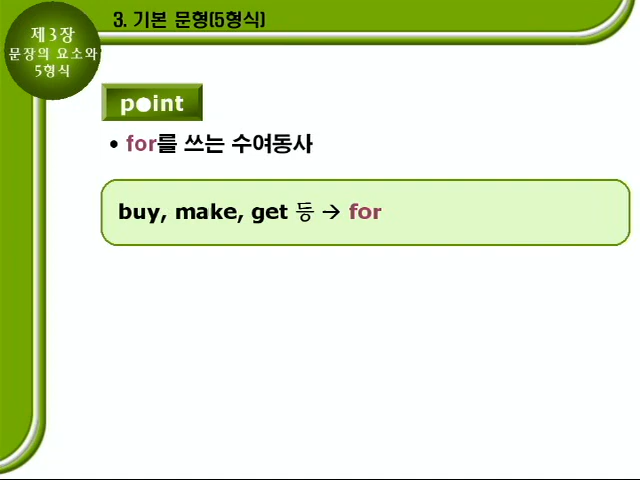 3. 기본 문형(5형식)
제3장
문장의 요소와
5형식
point
• for를 쓰는 수여동사
buy, make, get 등 → for